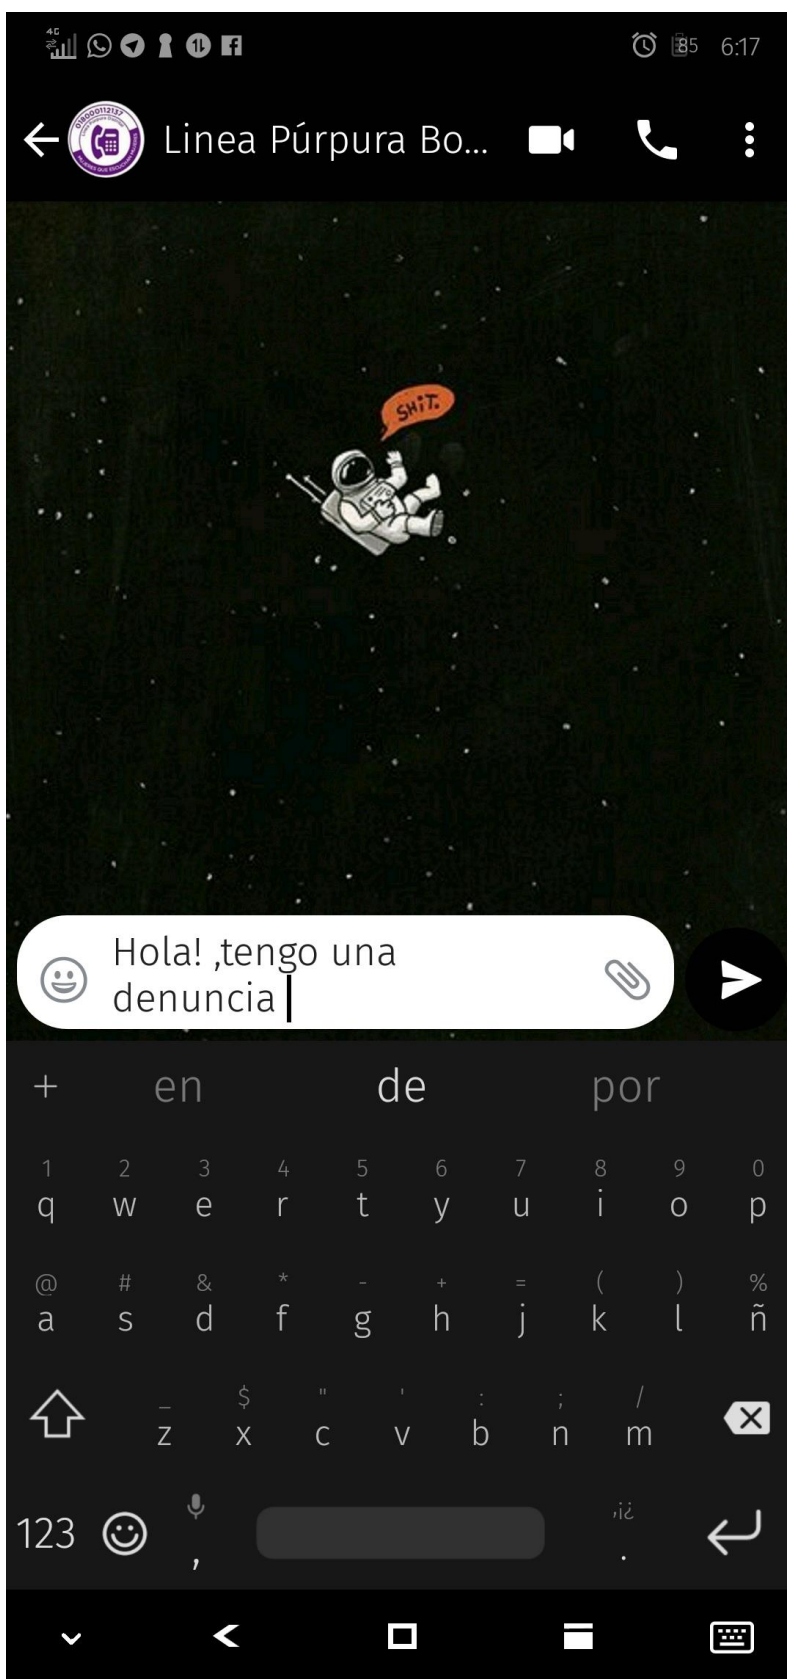 4G
85 6:17
018000112137
Linea Púrpura Bo...
SHiT.
Hola! ,tengo una
denuncia
+ en de por
1 2 3 4 5 6 7 8 9 0
q w e r t y u i o p
@ # & * - + = ( ) %
a s d f g h j k l ñ
_ $ " ' : ; /
z x c v b n m
,¡¿
123 , .